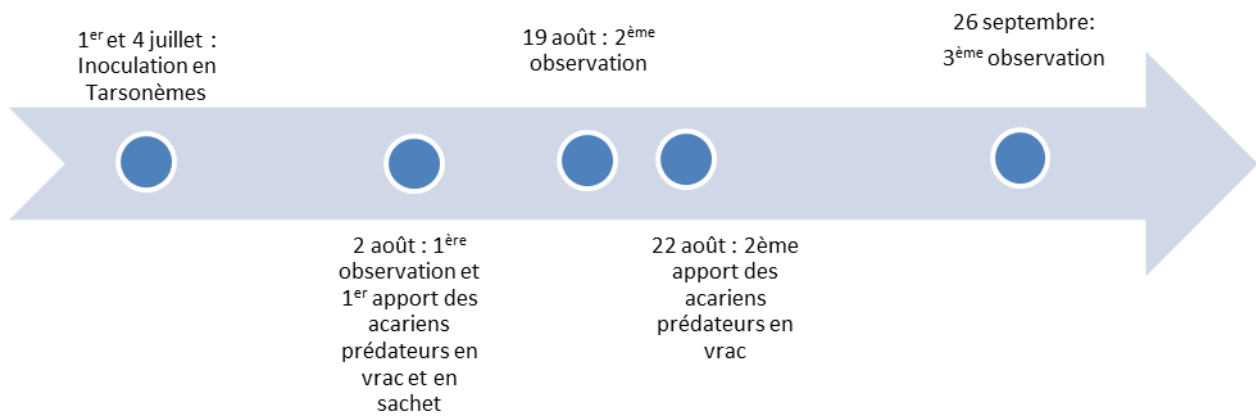 1er et 4 juillet :
Inoculation en
Tarsonèmes
2 août : 1ère
observation et
1er apport des
acariens
prédateurs en
vrac et en
sachet
19 août : 2ème
observation
22 août : 2ème
apport des
acariens
prédateurs en
vrac
26 septembre:
3ème observation